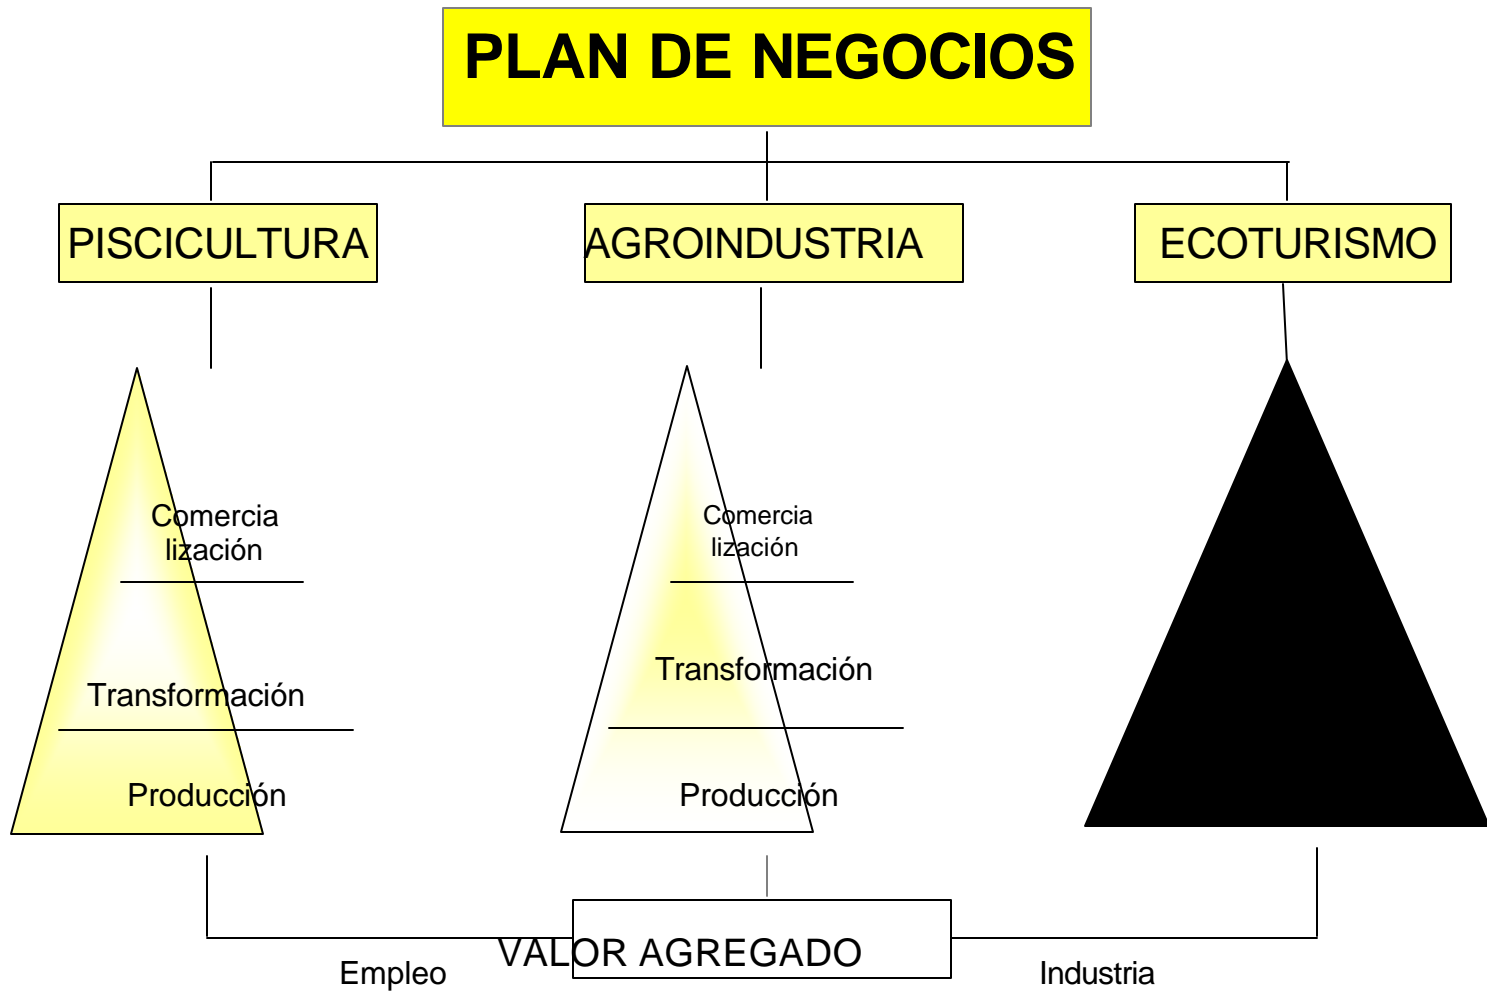 PLAN DE NEGOCIOS
PISCICULTURA
AGROINDUSTRIA
ECOTURISMO
Comercia
lización
Transformación
Producción
Comercia
lización
Transformación
Producción
VALOR AGREGADO
Empleo
Industria